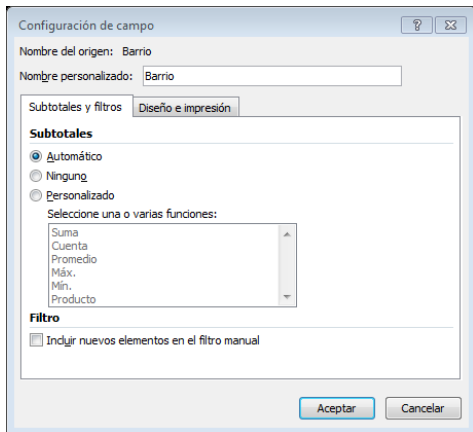 Configuración de campo
Nombre del origen: Barrio
Nombre personalizado: Barrio
Subtotales y filtros Diseño e impresión
Subtotales
Automático
Ninguno
Personalizado
Seleccione una o varias funciones:
Suma
Cuenta
Promedio
Máx.
Mín.
Producto
Filtro
Incluir nuevos elementos en el filtro manual
Aceptar Cancelar